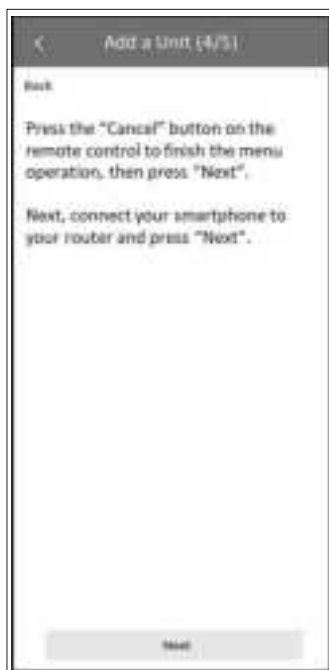 Add a Unit (4/5)
Back
Press the "Cancel" button on the
remote control to finish the menu
operation, then press "Next".
Next, connect your smartphone to
your router and press "Next".
Next